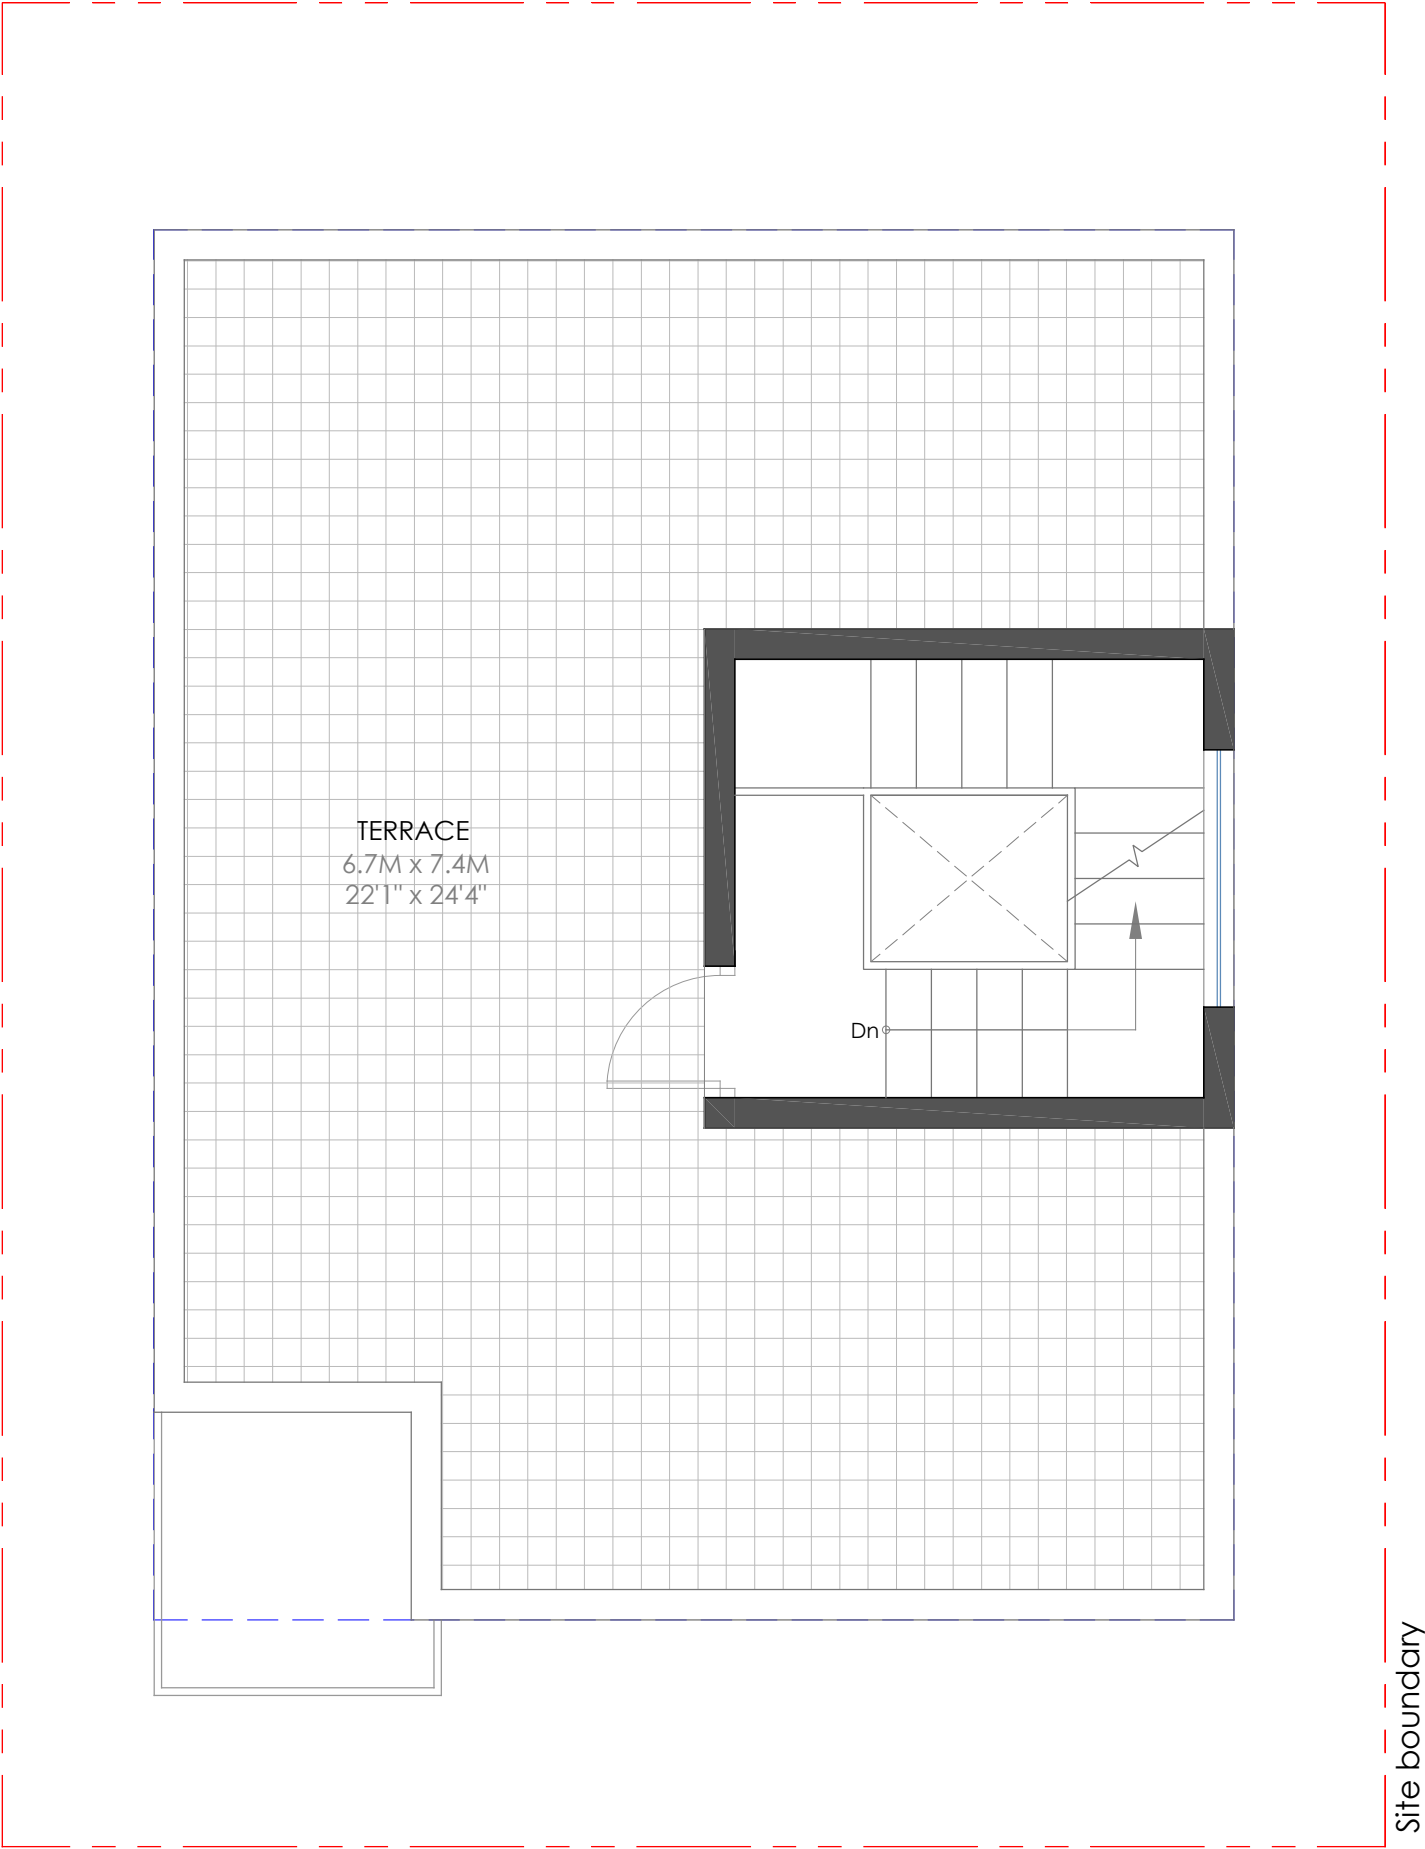 TERRACE
6.7M x 7.4M
22'1" x 24'4"
Dn
Site boundary